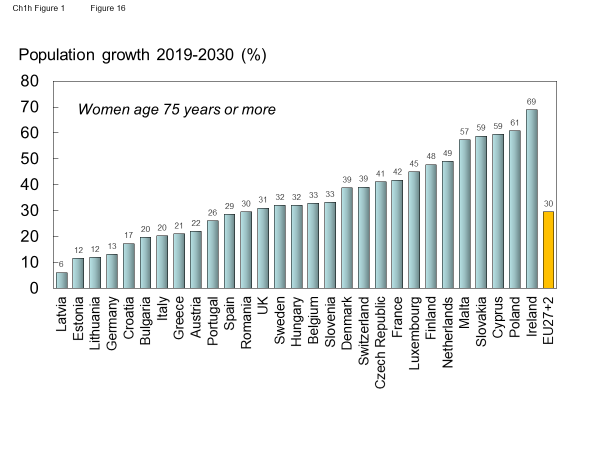 Ch1h Figure 1 Figure 16
Population growth 2019-2030 (%)
Women age 75 years or more
80
70
60
50
40
30
20
10
0
6 12 12 13 17 20 20 21 22 26 29 30 31 32 32 33 33 39 39 41 42 45 48 49 57 59 59 61 69 30
Latvia
Estonia
Lithuania
Germany
Croatia
Bulgaria
Italy
Greece
Austria
Portugal
Spain
Romania
UK
Sweden
Hungary
Belgium
Slovenia
Denmark
Switzerland
Czech Republic
France
Luxembourg
Finland
Netherlands
Malta
Slovakia
Cyprus
Poland
Ireland
EU27+2